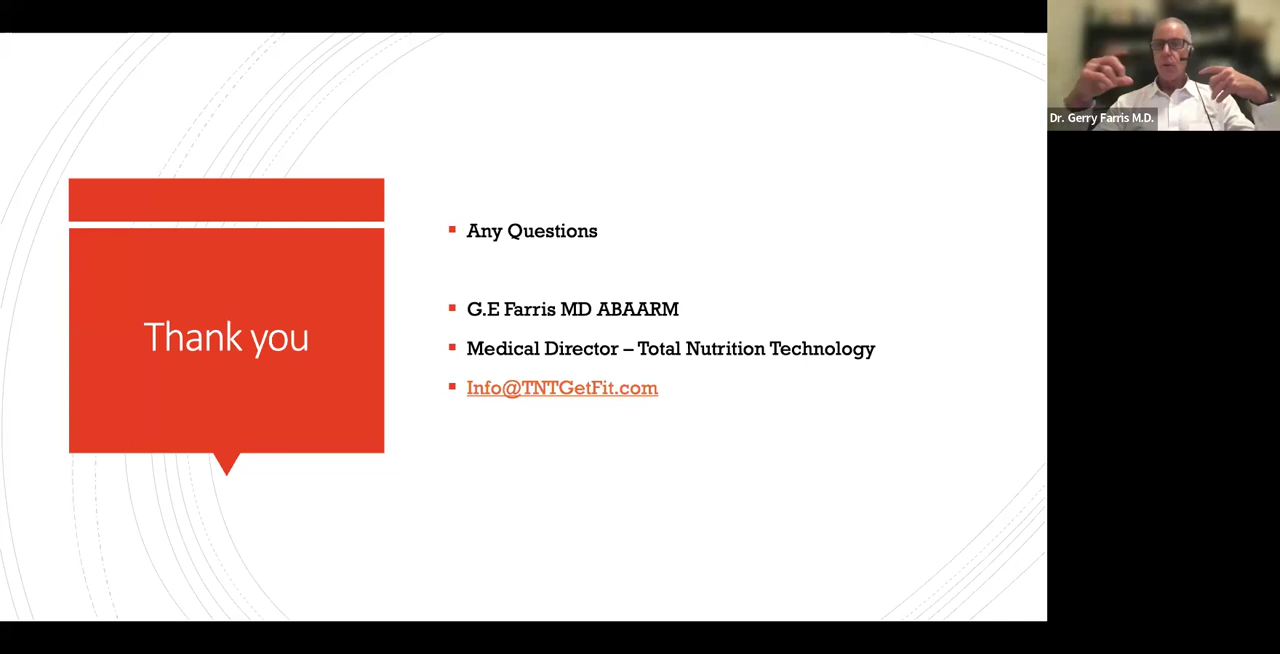 Dr. Gerry Farris M.D.
Thank you
Any Questions
G.E Farris MD ABAARM
Medical Director – Total Nutrition Technology
Info@TNTGetFit.com